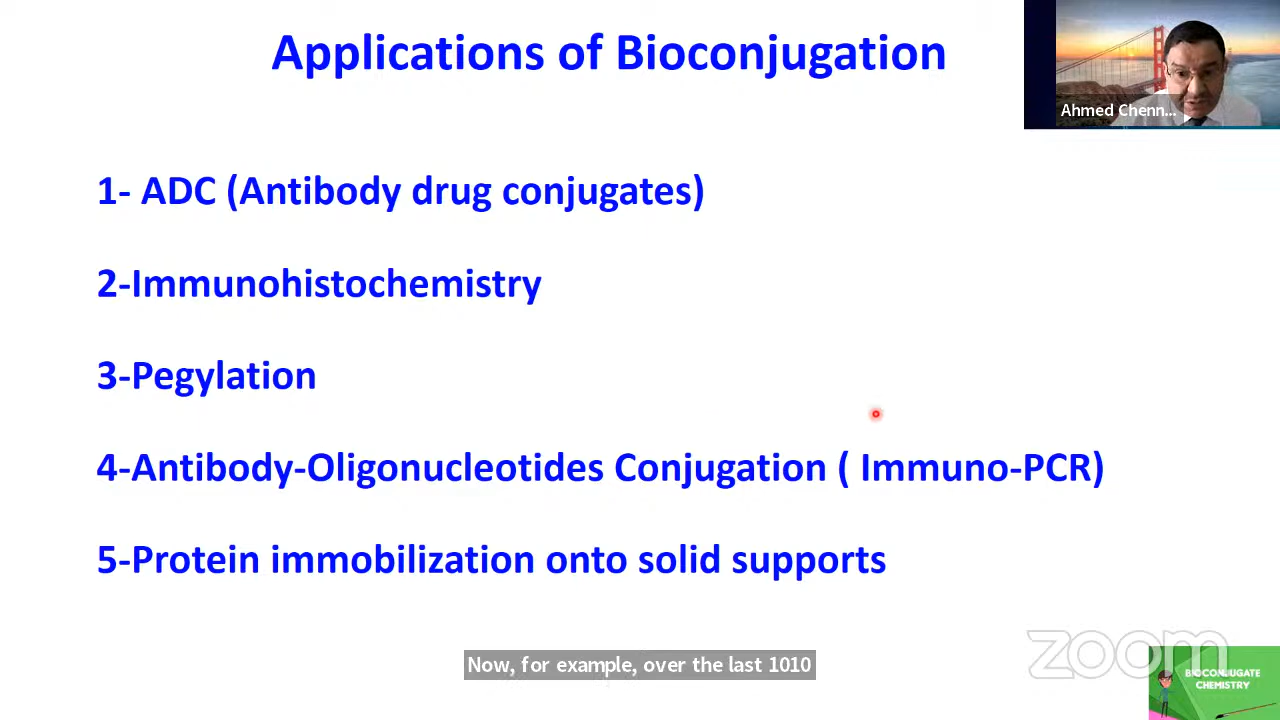 Applications of Bioconjugation
Ahmed Chenn...
1- ADC (Antibody drug conjugates)
2-Immunohistochemistry
3-Pegylation
4-Antibody-Oligonucleotides Conjugation ( Immuno-PCR)
5-Protein immobilization onto solid supports
Now, for example, over the last 1010
zoom
BIOCONJUGATE
CHEMISTRY